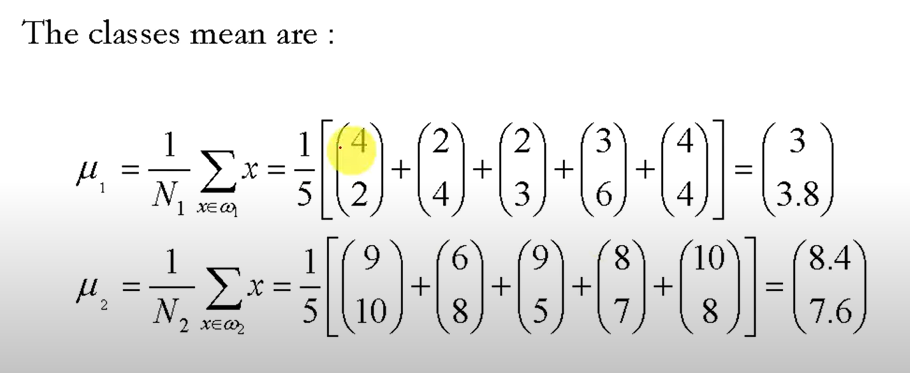 The classes mean are :
μ₁ = 1/N₁ ∑_{x∈ω₁} x = 1/5 [ (4 2) + (2 4) + (2 3) + (3 6) + (4 4) ] = (3 3.8)
μ₂ = 1/N₂ ∑_{x∈ω₂} x = 1/5 [ (9 10) + (6 8) + (9 5) + (8 7) + (10 8) ] = (8.4 7.6)